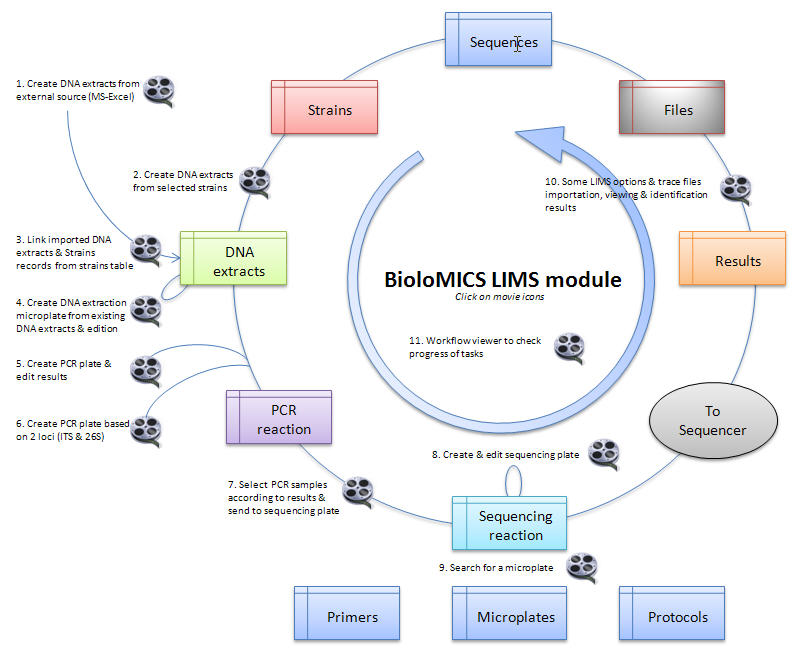 Sequences
Strains
Files
1. Create DNA extracts from
external source (MS-Excel)
2. Create DNA extracts
from selected strains
10. Some LIMS options & trace files
importation, viewing & identification
results
3. Link imported DNA
extracts & Strains
records from strains table
DNA
extracts
Results
BioloMICS LIMS module
Click on movie icons
4. Create DNA extraction
microplate from existing
DNA extracts & edition
11. Workflow viewer to check
progress of tasks
5. Create PCR plate &
edit results
6. Create PCR plate based
on 2 loci (ITS & 26S)
PCR
reaction
To
Sequencer
8. Create & edit sequencing plate
7. Select PCR samples
according to results &
send to sequencing plate
Sequencing
reaction
9. Search for a microplate
Primers
Microplates
Protocols